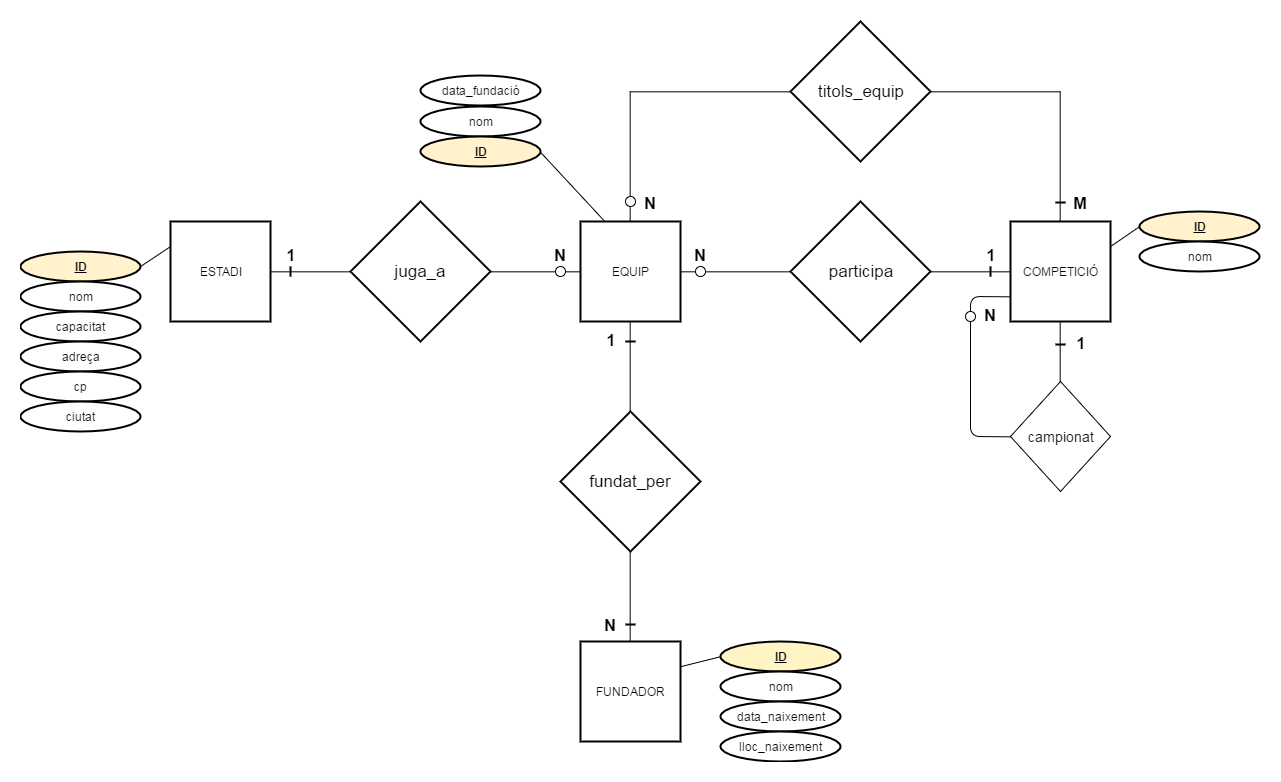 titols_equip
data_fundació
nom
ID
N
M
ESTADI
1
juga_a
N
EQUIP
N
participa
1
COMPETICIÓ
ID
nom
ID
nom
capacitat
adreça
cp
ciutat
N
1
1
campionat
fundat_per
N
FUNDADOR
ID
nom
data_naixement
lloc_naixement